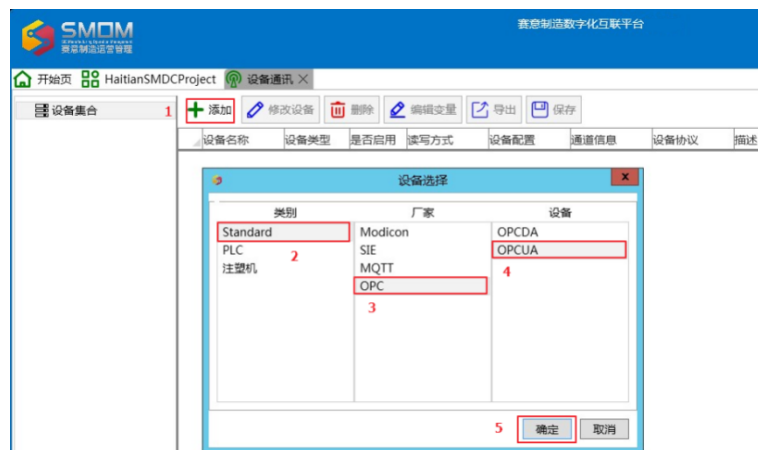 赛意制造数字化互联平台
SMOM
赛意制造运营管理
开始页 HaitianSMDCProject 设备通讯
设备集合 1 添加 修改设备 删除 编辑变量 导出 保存
设备名称 设备类型 是否启用 读写方式 设备配置 通道信息 设备协议 描述
设备选择 x
类别 厂家 设备
Standard Modicon OPCDA
PLC 2 SIE OPCUA
注塑机 MQTT 4
OPC
3
5 确定 取消